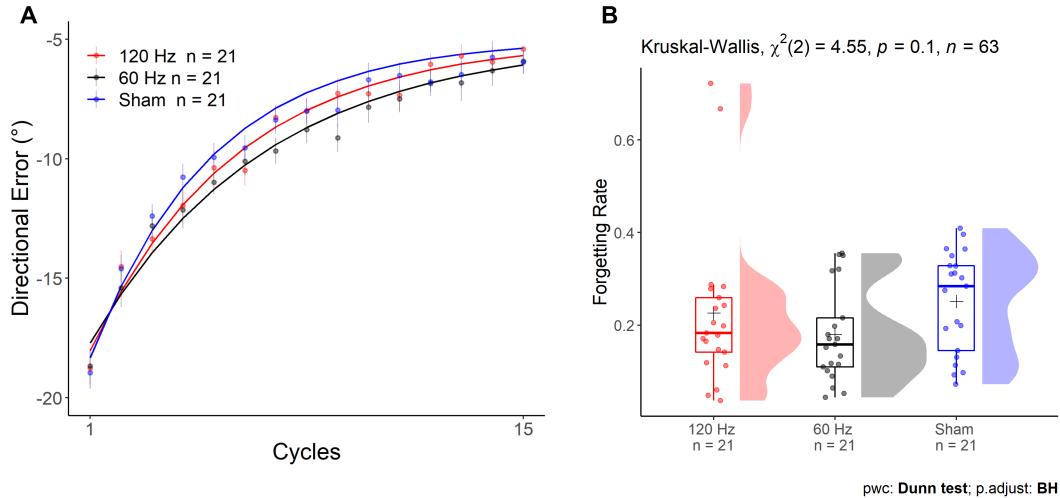 A
Directional Error (°)
-5
-10
-15
-20
120 Hz n = 21
60 Hz n = 21
Sham n = 21
1
15
Cycles
B
Kruskal-Wallis, χ²(2) = 4.55, p = 0.1, n = 63
Forgetting Rate
0.6
0.4
0.2
120 Hz
n = 21
60 Hz
n = 21
Sham
n = 21
pwc: Dunn test; p.adjust: BH